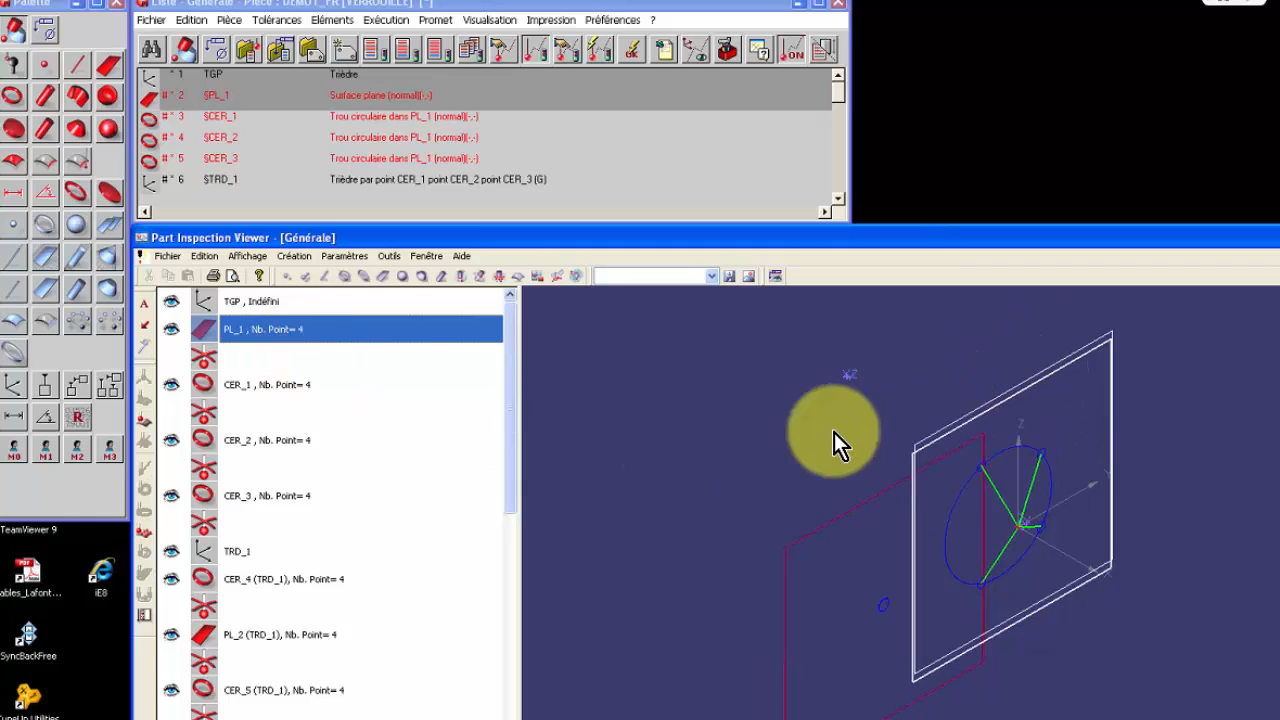 Palette
Liste - Générale - Pièce : DEMOT_FR [VERROUILLE] [*]
Fichier Edition Pièce Tolérances Eléments Exécution Promet Visualisation Impression Préférences ?
ON
* 1 TGP Trièdre
# * 2 §PL_1 Surface plane (normal)(-,-)
# * 3 §CER_1 Trou circulaire dans PL_1 (normal)(-,-)
# * 4 §CER_2 Trou circulaire dans PL_1 (normal)(-,-)
# * 5 §CER_3 Trou circulaire dans PL_1 (normal)(-,-)
# * 6 §TRD_1 Trièdre par point CER_1 point CER_2 point CER_3 (G)
Part Inspection Viewer - [Générale]
Fichier Edition Affichage Création Paramètres Outils Fenêtre Aide
TGP , Indéfini
PL_1 , Nb. Point= 4
CER_1 , Nb. Point= 4
CER_2 , Nb. Point= 4
CER_3 , Nb. Point= 4
TRD_1
CER_4 (TRD_1), Nb. Point= 4
PL_2 (TRD_1), Nb. Point= 4
CER_5 (TRD_1), Nb. Point= 4
Z
R
M0 M1 M2 M3
TeamViewer 9
ables_Lafont... iE8
SyncBackFree
TuneUp Utilities